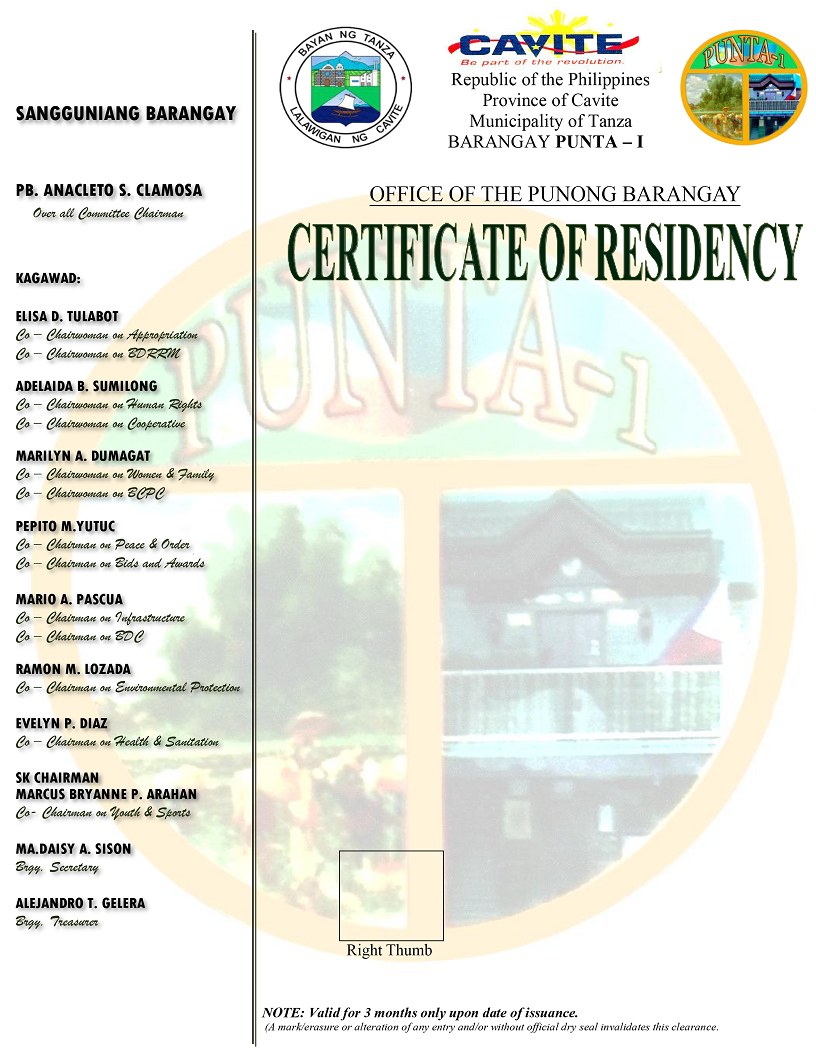 SANGGUNIANG BARANGAY
PB. ANACLETO S. CLAMOSA
Over all Committee Chairman
KAGAWAD:
ELISA D. TULABOT
Co – Chairwoman on Appropriation
Co – Chairwoman on BDRRM
ADELAIDA B. SUMILONG
Co – Chairwoman on Human Rights
Co – Chairwoman on Cooperative
MARILYN A. DUMAGAT
Co – Chairwoman on Women & Family
Co – Chairwoman on BCPC
PEPITO M.YUTUC
Co – Chairman on Peace & Order
Co – Chairman on Bids and Awards
MARIO A. PASCUA
Co – Chairman on Infrastructure
Co – Chairman on BDC
RAMON M. LOZADA
Co – Chairman on Environmental Protection
EVELYN P. DIAZ
Co – Chairman on Health & Sanitation
SK CHAIRMAN
MARCUS BRYANNE P. ARAHAN
Co- Chairman on Youth & Sports
MA.DAISY A. SISON
Brgy. Secretary
ALEJANDRO T. GELERA
Brgy. Treasurer
BAYAN NG TANZA
LALAWIGAN NG CAVITE
CAVITE
Be part of the revolution.
Republic of the Philippines
Province of Cavite
Municipality of Tanza
BARANGAY PUNTA – I
PUNTA-1
OFFICE OF THE PUNONG BARANGAY
CERTIFICATE OF RESIDENCY
PUNTA-1
Right Thumb
NOTE: Valid for 3 months only upon date of issuance.
(A mark/erasure or alteration of any entry and/or without official dry seal invalidates this clearance.